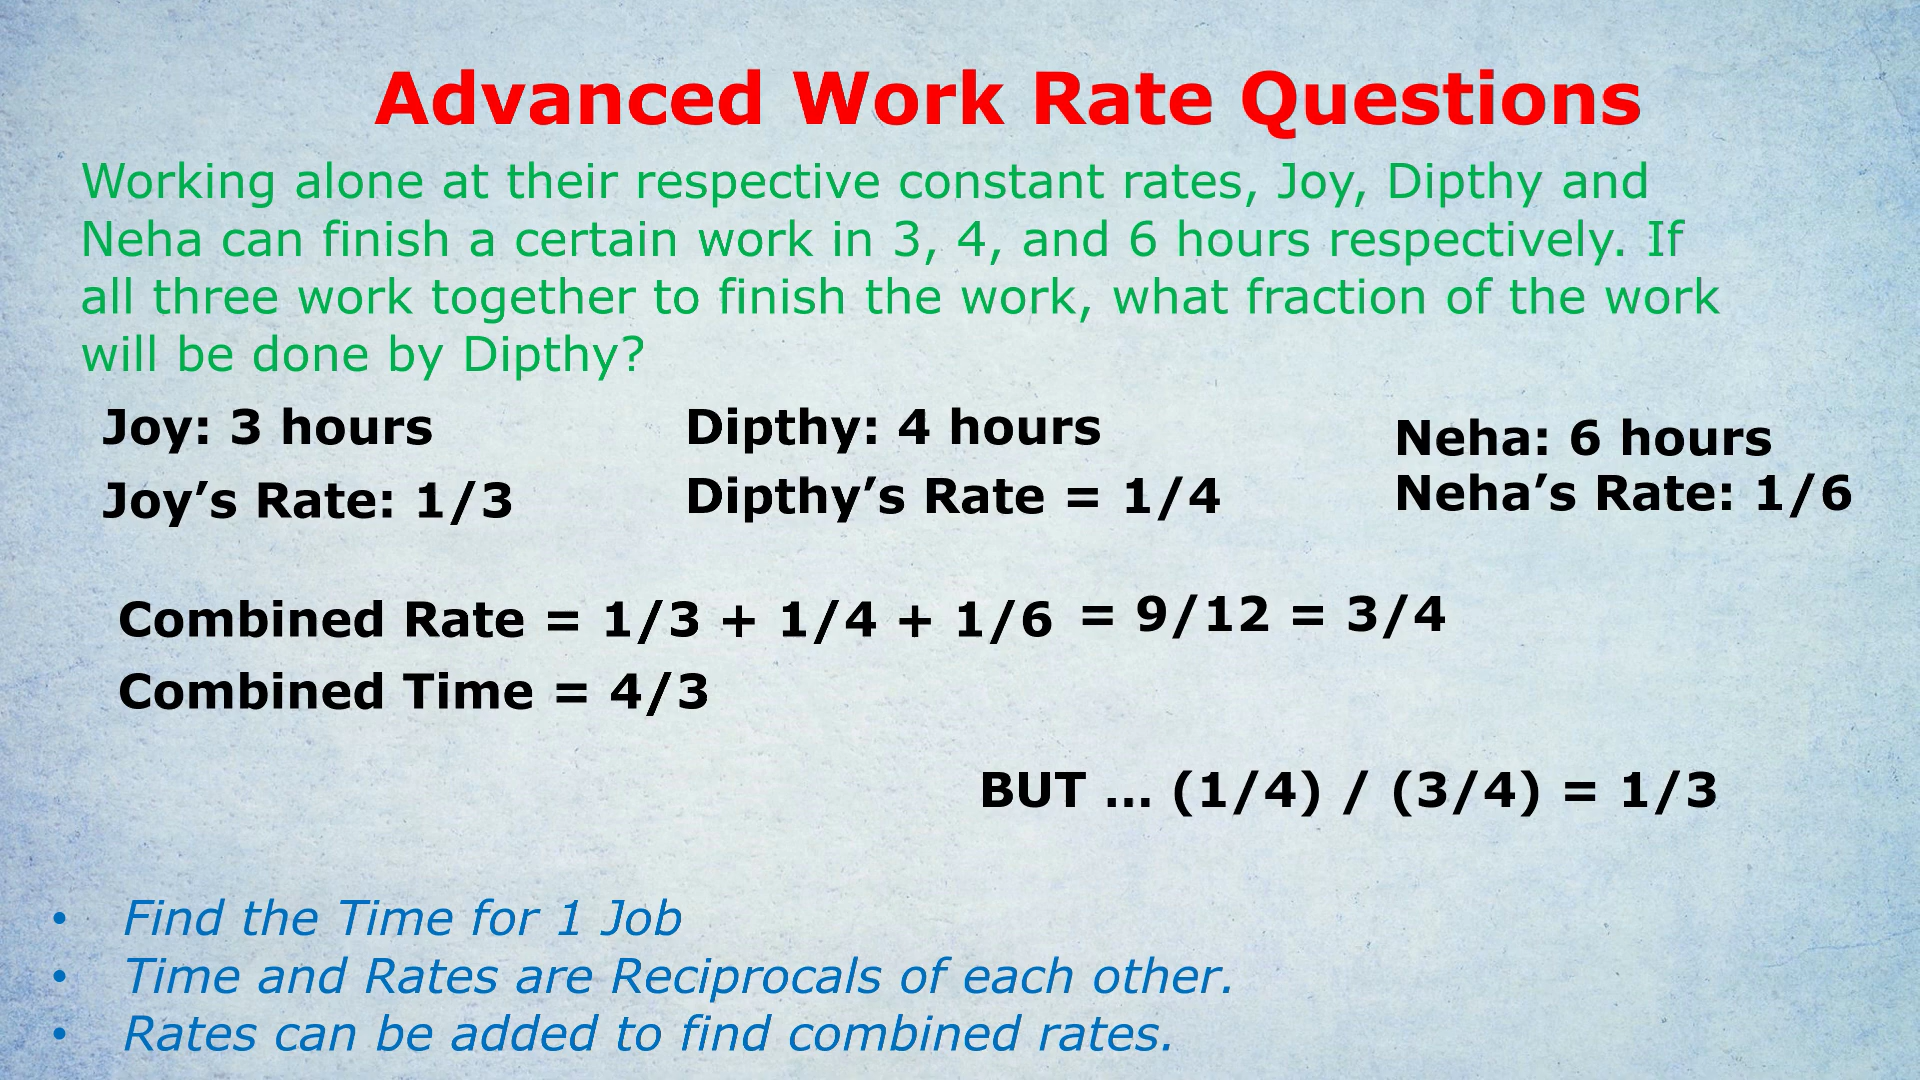 Advanced Work Rate Questions
Working alone at their respective constant rates, Joy, Dipthy and
Neha can finish a certain work in 3, 4, and 6 hours respectively. If
all three work together to finish the work, what fraction of the work
will be done by Dipthy?
Joy: 3 hours
Joy’s Rate: 1/3
Dipthy: 4 hours
Dipthy’s Rate = 1/4
Neha: 6 hours
Neha’s Rate: 1/6
Combined Rate = 1/3 + 1/4 + 1/6 = 9/12 = 3/4
Combined Time = 4/3
BUT … (1/4) / (3/4) = 1/3
• Find the Time for 1 Job
• Time and Rates are Reciprocals of each other.
• Rates can be added to find combined rates.